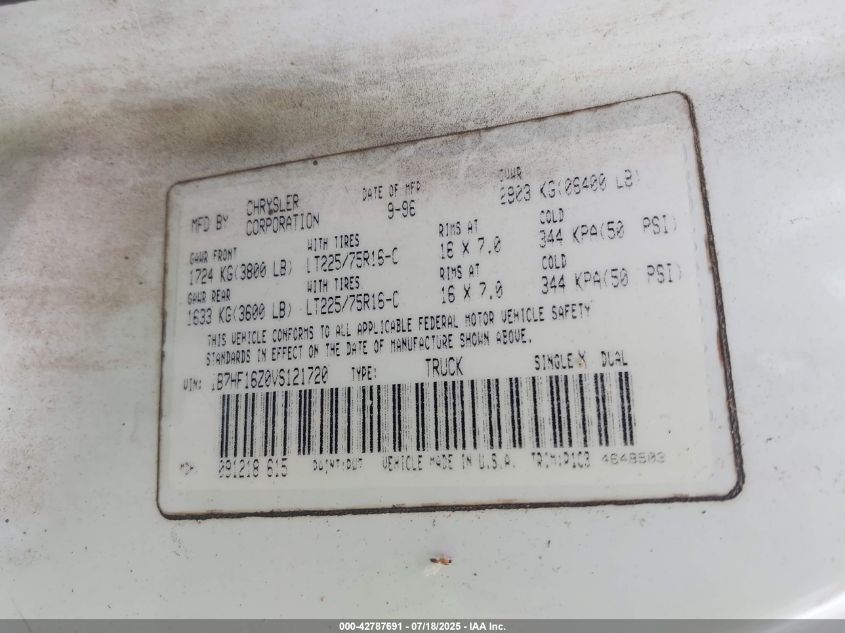 MFD BY CHRYSLER CORPORATION DATE OF MFD 9-96 GVWR 2903 KG(06400 LB)
GAWR FRONT WITH TIRES RIMS AT COLD
1724 KG(3800 LB) LT225/75R16-C 16 X 7.0 344 KPA(50 PSI)
GAWR REAR WITH TIRES RIMS AT COLD
1633 KG(3600 LB) LT225/75R16-C 16 X 7.0 344 KPA(50 PSI)
THIS VEHICLE CONFORMS TO ALL APPLICABLE FEDERAL MOTOR VEHICLE SAFETY
STANDARDS IN EFFECT ON THE DATE OF MANUFACTURE SHOWN ABOVE.
VIN: 1B7HF16Z0VS121720 TYPE: TRUCK SINGLE X DUAL
MDH 091218 615 PAINT: VEHICLE MADE IN U.S.A. TRIM: 4648503
000-42787691 - 07/18/2025 - IAA Inc.